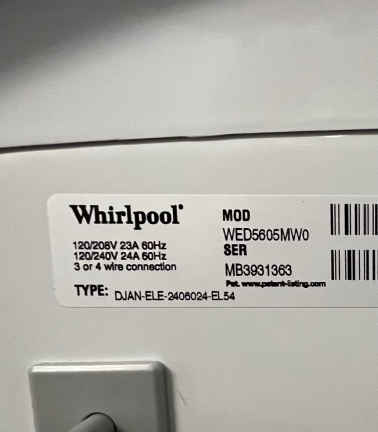 Whirlpool
120/208V 23A 60Hz
120/240V 24A 60Hz
3 or 4 wire connection
MOD
WED5605MW0
SER
MB3931363
Pat. www.patent-listing.com
TYPE: DJAN-ELE-2406024-EL54